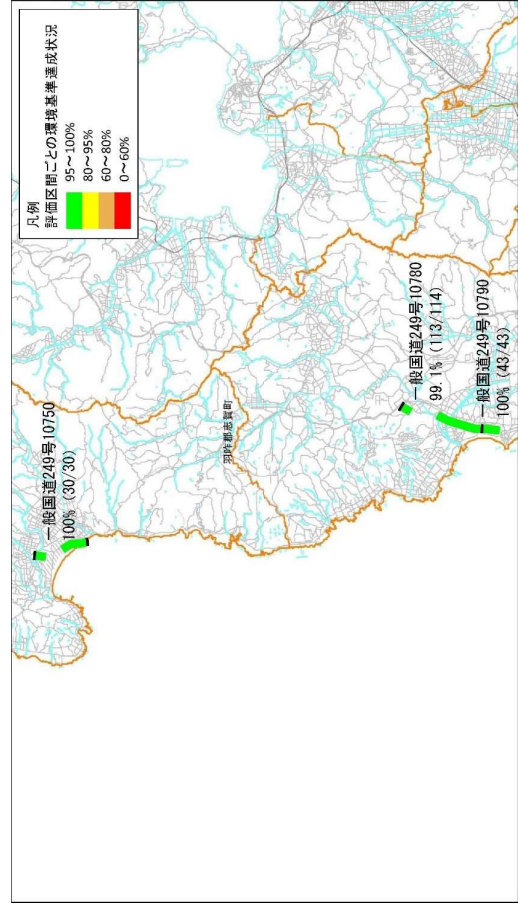 凡例
評価区間ごとの環境基準達成状況
95～100%
80～95%
60～80%
0～60%
一般国道249号10750
100% (30/30)
羽咋郡志賀町
一般国道249号10780
99.1% (113/114)
一般国道249号10790
100% (43/43)